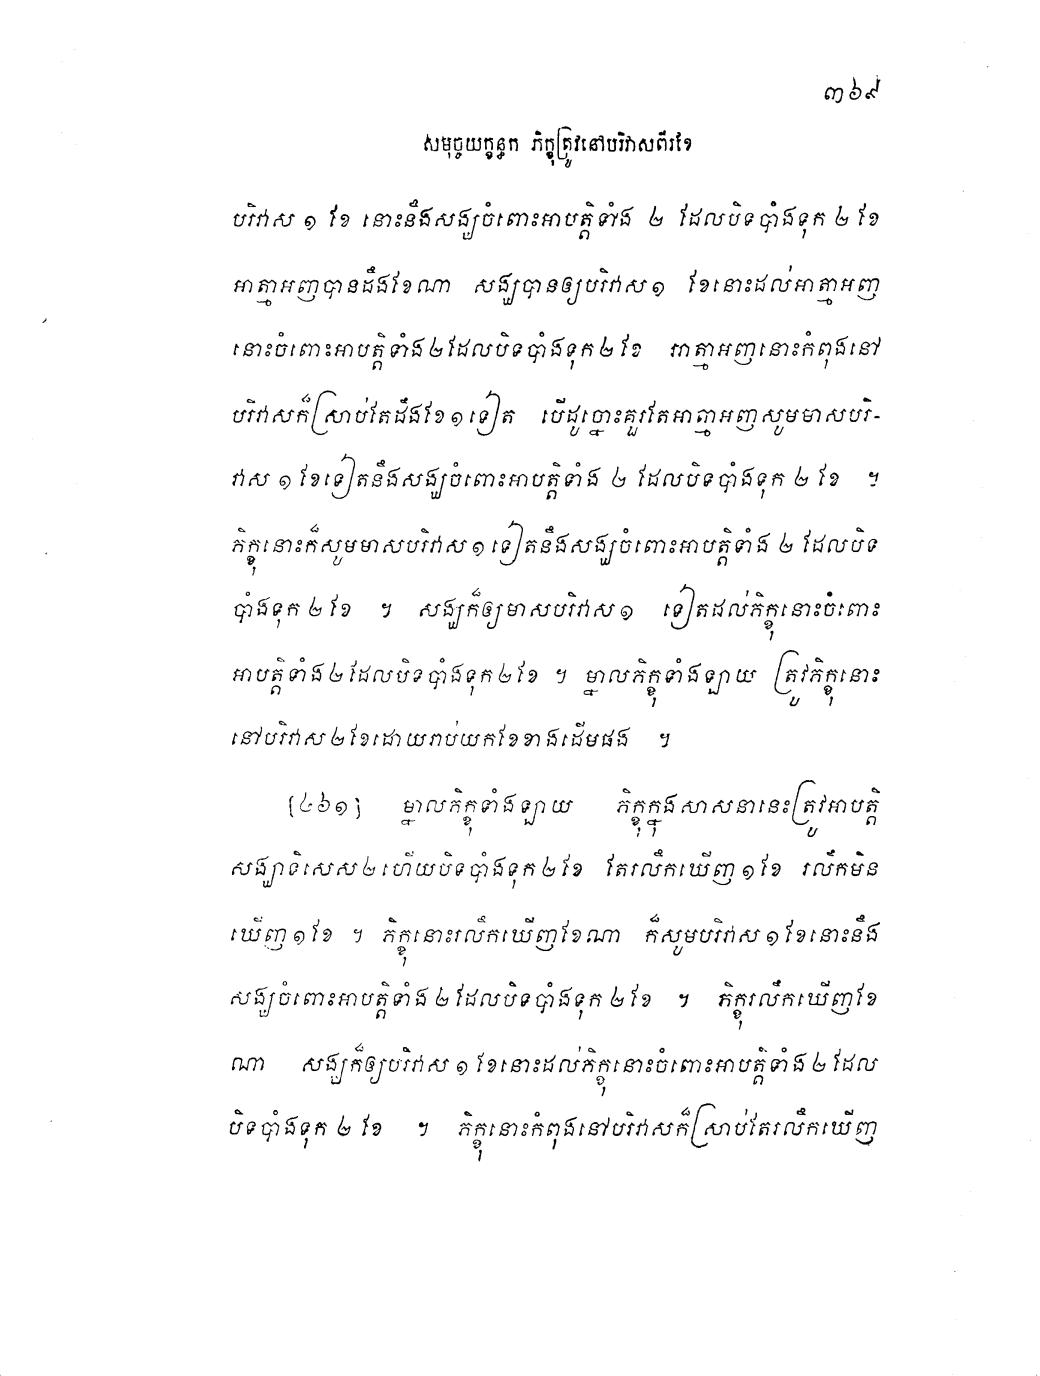 ៣៦៩
សមុច្ចយក្ខន្ធក ភិក្ខុត្រូវនៅបរិវាសពីរខែ
បរិវាស ១ ខែ នោះនឹងសង្ឃចំពោះអាបត្តិទាំង ២ ដែលបិទបាំងទុក ២ ខែ
អាត្មាអញបានដឹងខែណា សង្ឃបានឲ្យបរិវាស ១ ខែនោះដល់អាត្មាអញ
នោះចំពោះអាបត្តិទាំង ២ ដែលបិទបាំងទុក ២ ខែ អាត្មាអញនោះកំពុងនៅ
បរិវាសក៏ស្រាប់តែដឹងខែ ១ ទៀត បើដូច្នោះគួរតែអាត្មាអញសូមមាសបរិ-
វាស ១ ខែទៀតនឹងសង្ឃចំពោះអាបត្តិទាំង ២ ដែលបិទបាំងទុក ២ ខែ ។
ភិក្ខុនោះក៏សូមមាសបរិវាស ១ ទៀតនឹងសង្ឃចំពោះអាបត្តិទាំង ២ ដែលបិទ
បាំងទុក ២ ខែ ។ សង្ឃក៏ឲ្យមាសបរិវាស ១ ទៀតដល់ភិក្ខុនោះចំពោះ
អាបត្តិទាំង ២ ដែលបិទបាំងទុក ២ ខែ ។ ម្នាលភិក្ខុទាំងឡាយ ត្រូវភិក្ខុនោះ
នៅបរិវាស ២ ខែដោយរាប់យកខែខាងដើមផង ។
[៤៦១] ម្នាលភិក្ខុទាំងឡាយ ភិក្ខុក្នុងសាសនានេះត្រូវអាបត្តិ
សង្ឃាទិសេស ២ ហើយបិទបាំងទុក ២ ខែ តែរលឹកឃើញ ១ ខែ រលឹកមិន
ឃើញ ១ ខែ ។ ភិក្ខុនោះរលឹកឃើញខែណា ក៏សូមបរិវាស ១ ខែនោះនឹង
សង្ឃចំពោះអាបត្តិទាំង ២ ដែលបិទបាំងទុក ២ ខែ ។ ភិក្ខុរលឹកឃើញខែ
ណា សង្ឃក៏ឲ្យបរិវាស ១ ខែនោះដល់ភិក្ខុនោះចំពោះអាបត្តិទាំង ២ ដែល
បិទបាំងទុក ២ ខែ ។ ភិក្ខុនោះកំពុងនៅបរិវាសក៏ស្រាប់តែរលឹកឃើញ